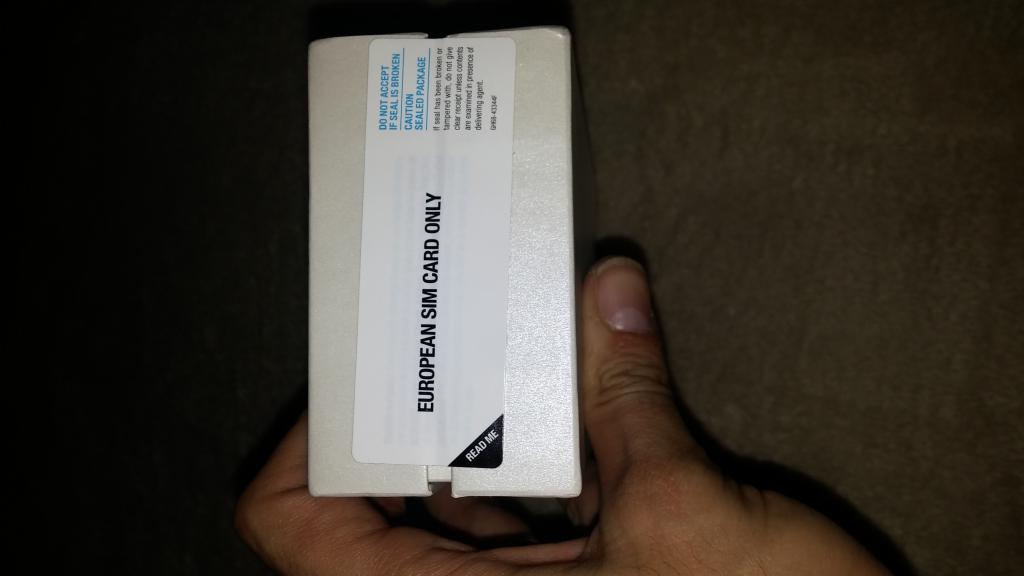 DO NOT ACCEPT
IF SEAL IS BROKEN
CAUTION
SEALED PACKAGE
If seal has been broken or
tampered with, do not give
clear receipt unless contents
are examined in presence of
delivering agent.
GH68-43344F
EUROPEAN SIM CARD ONLY
READ ME